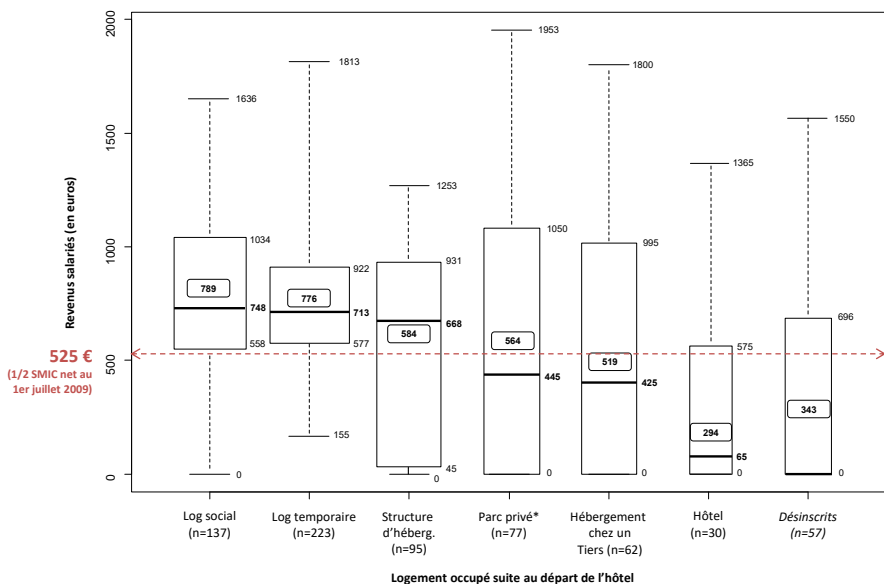 Revenus salariés (en euros)
2000
1500
1000
500
0
525 €
(1/2 SMIC net au
1er juillet 2009)
1636
1034
789
748
558
0
1813
922
776
713
577
155
1253
931
668
584
45
0
1953
1050
564
445
0
1800
995
519
425
0
1365
575
294
65
0
1550
696
343
0
Log social
(n=137)
Log temporaire
(n=223)
Structure
d’héberg.
(n=95)
Parc privé*
(n=77)
Hébergement
chez un
Tiers (n=62)
Hôtel
(n=30)
Désinscrits
(n=57)
Logement occupé suite au départ de l’hôtel